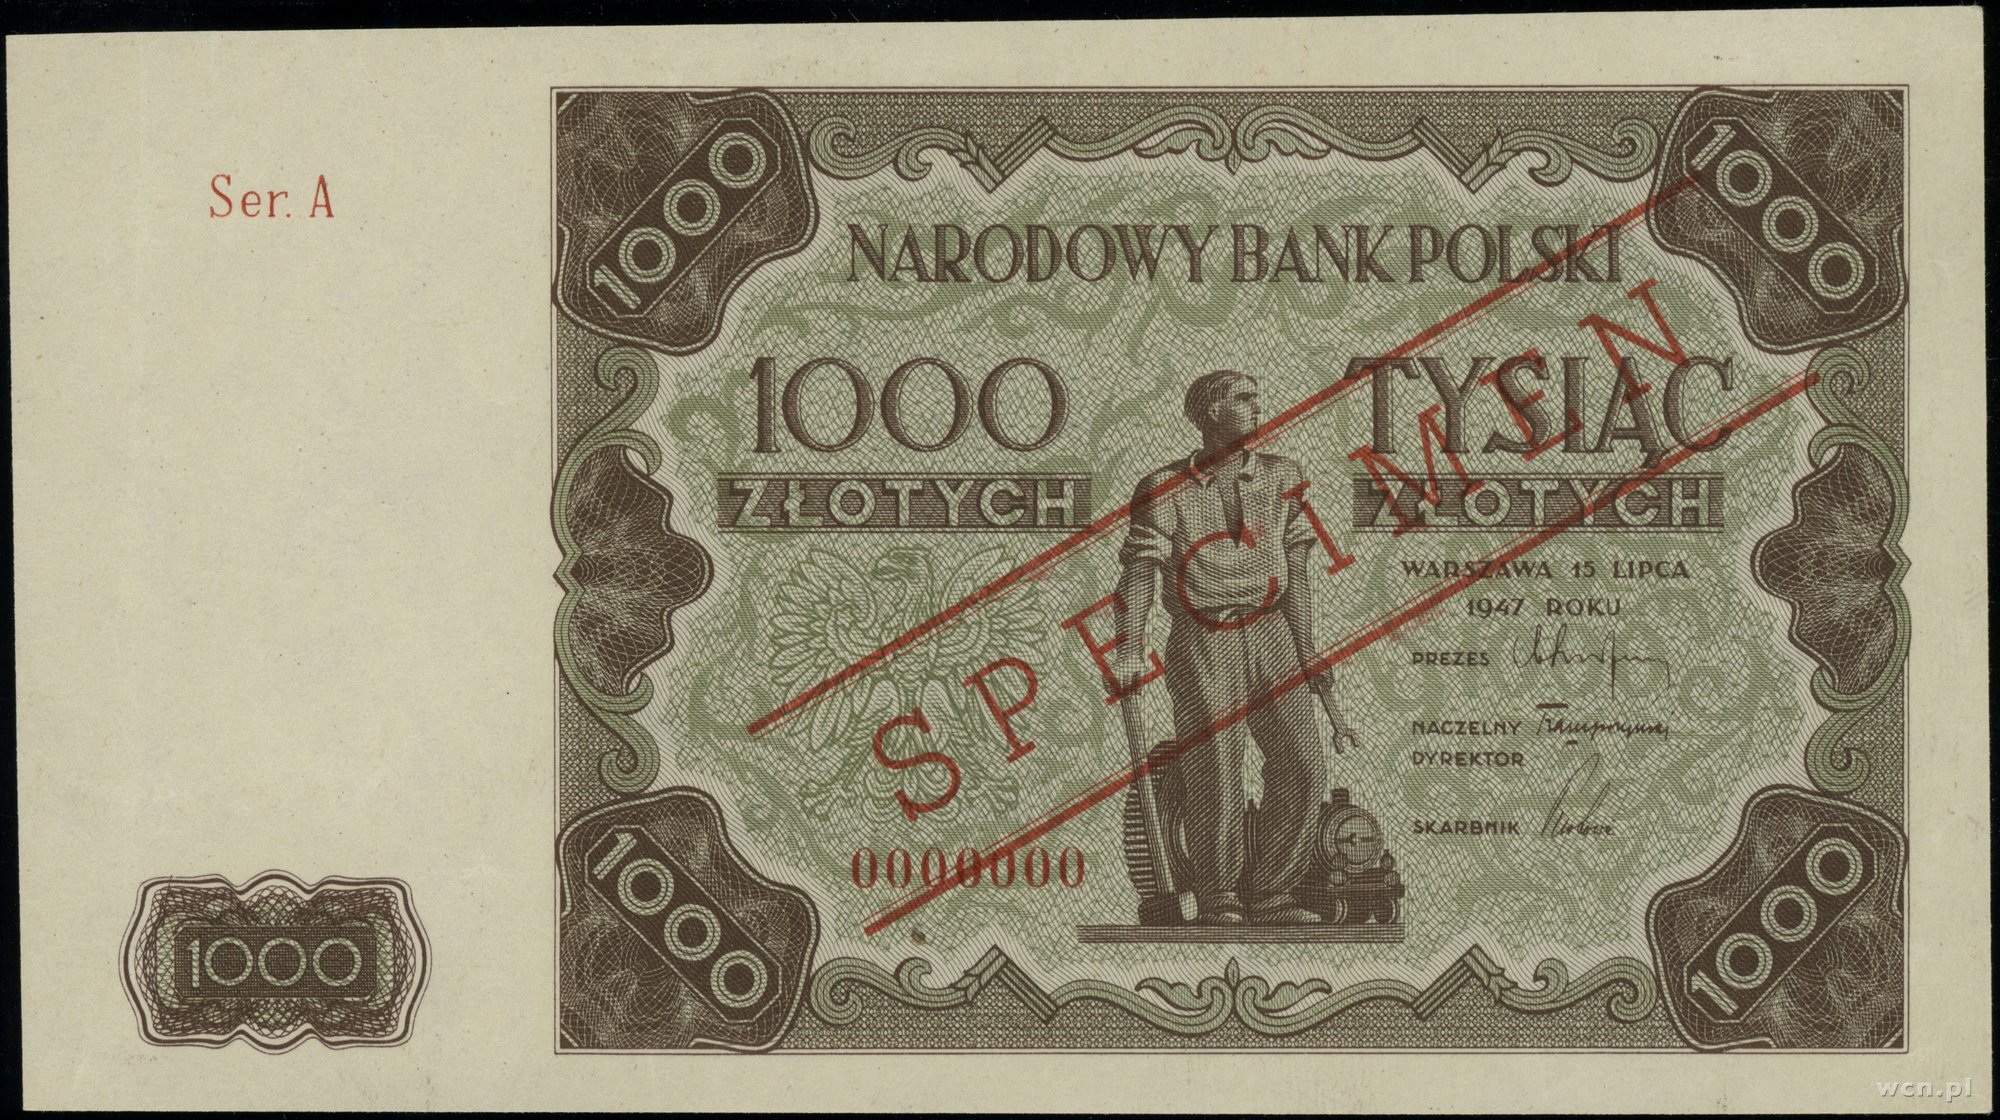 Ser. A
1000
1000
NARODOWY BANK POLSKI
1000 TYSIĄC
ZŁOTYCH ZŁOTYCH
SPECIMEN
WARSZAWA 15 LIPCA
1947 ROKU
PREZES
NACZELNY
DYREKTOR
SKARBNIK
0000000
1000
1000
1000
wcn.pl